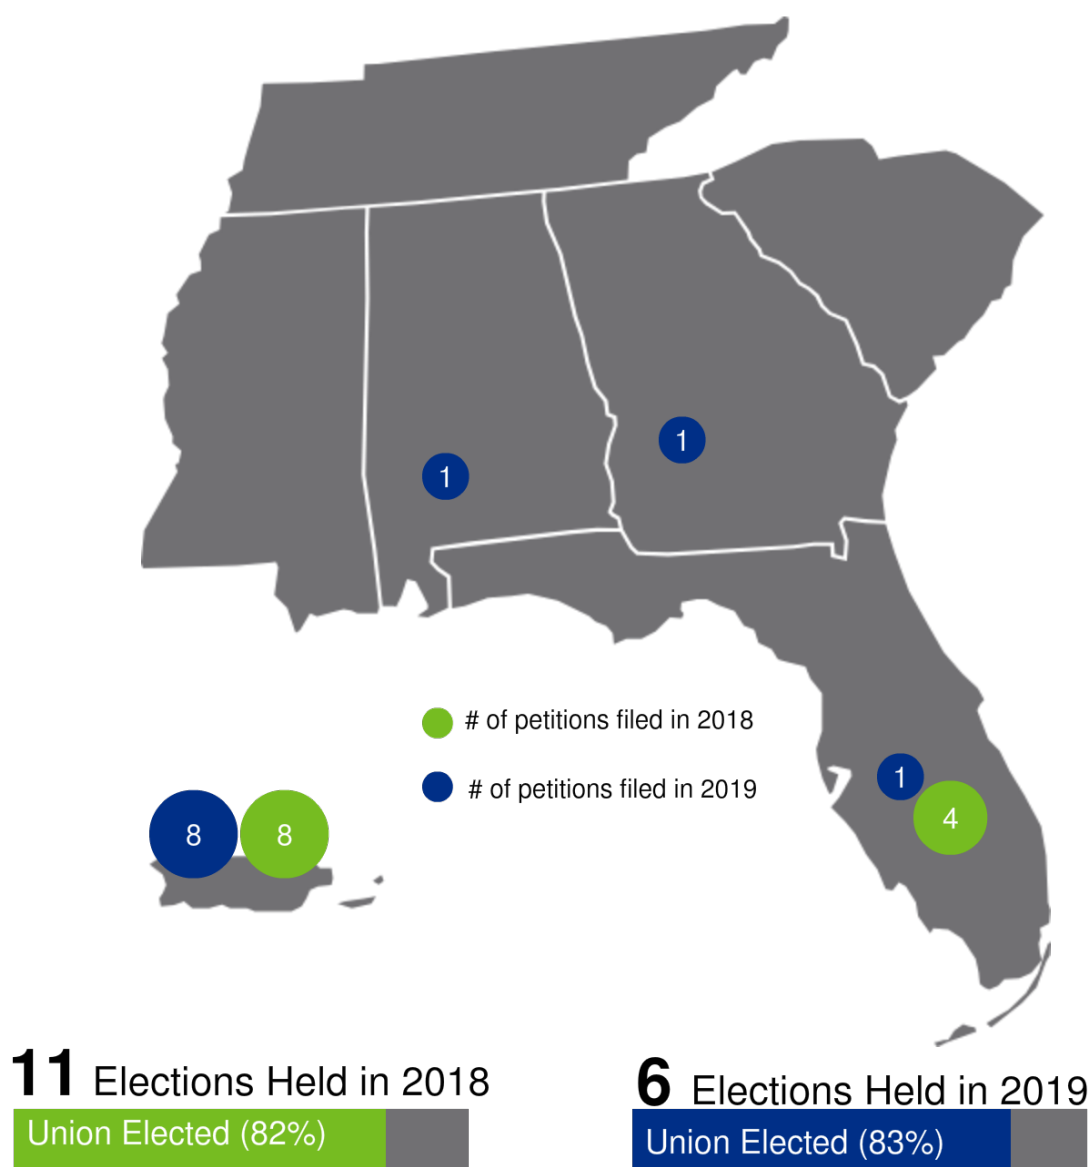 1
1
# of petitions filed in 2018
1
# of petitions filed in 2019
4
8 8
11 Elections Held in 2018
Union Elected (82%)
6 Elections Held in 2019
Union Elected (83%)